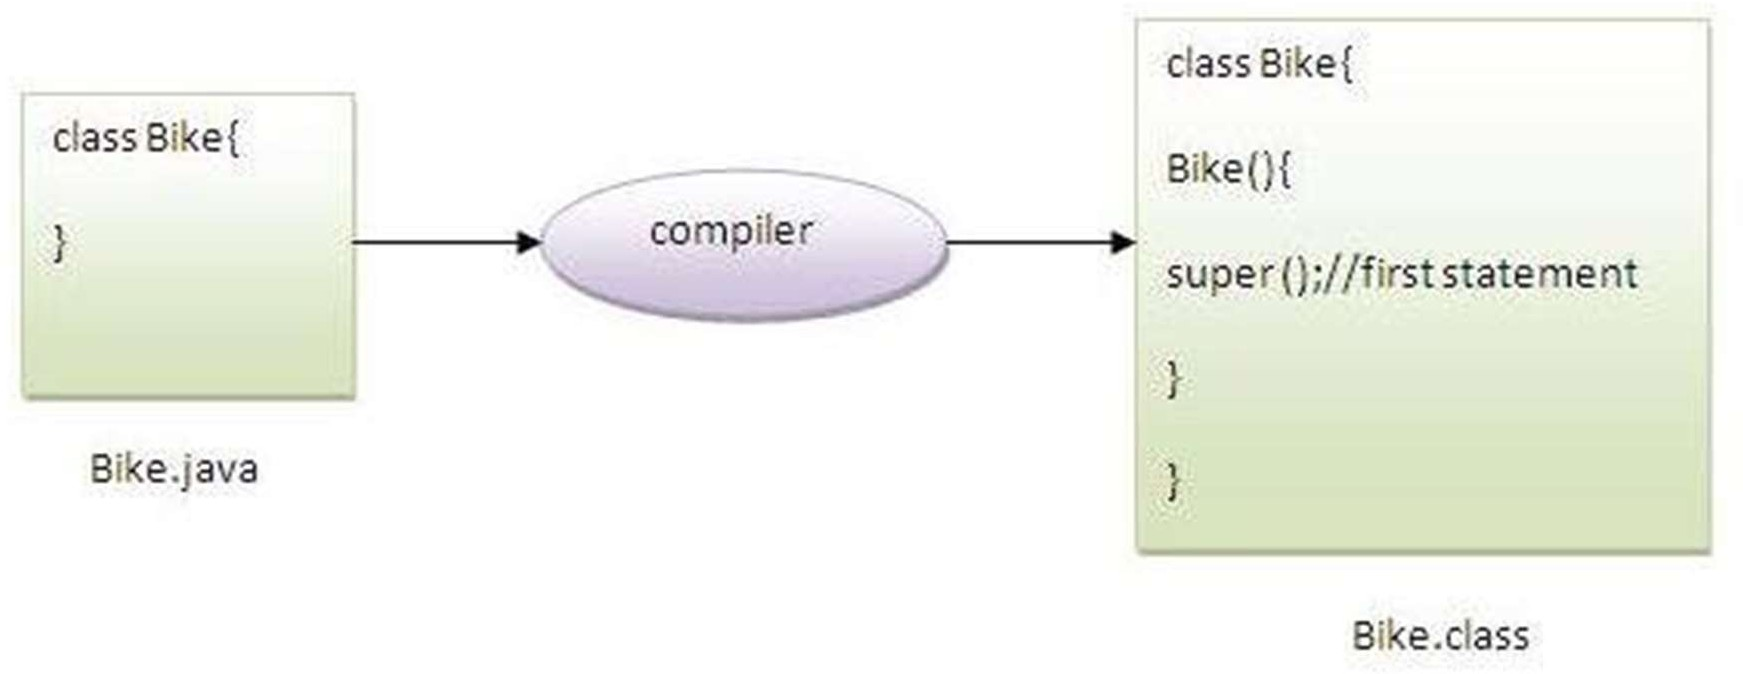 class Bike{
}
Bike.java
compiler
class Bike{
Bike(){
super();//first statement
}
}
Bike.class